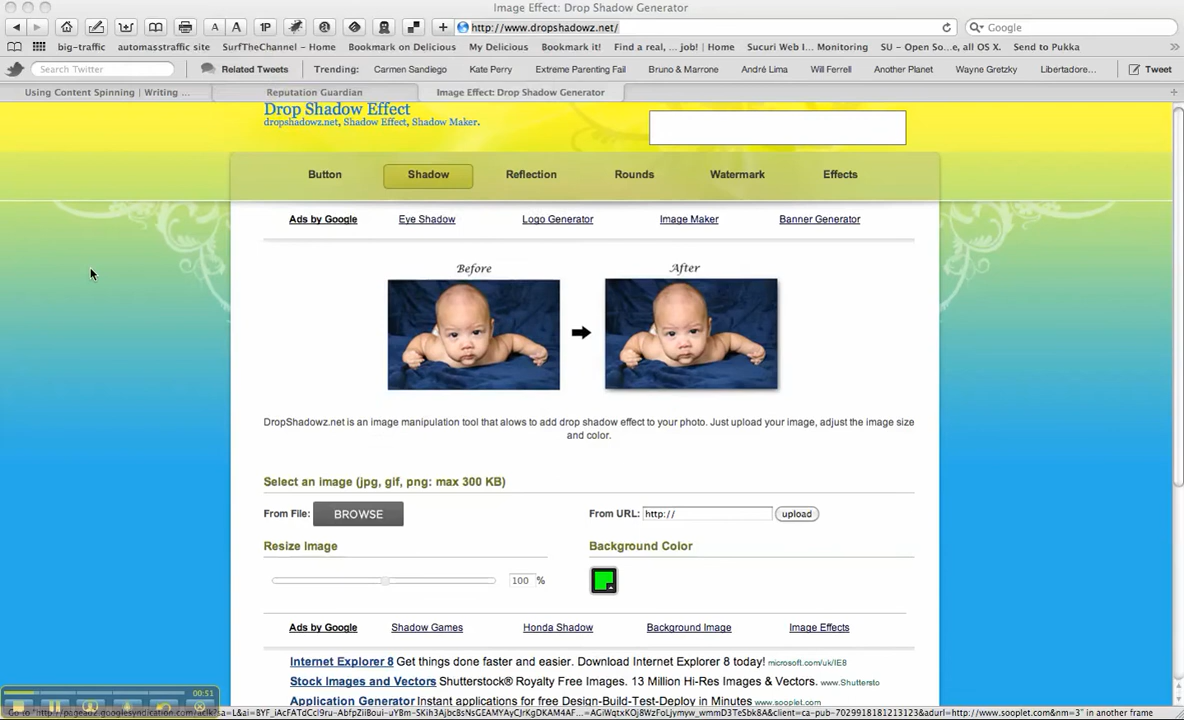 Image Effect: Drop Shadow Generator
A A 1P @ + http://www.dropshadowz.net/ Google
big-traffic automasstraffic site SurfTheChannel - Home Bookmark on Delicious My Delicious Bookmark it! Find a real, ... job! | Home Sucuri Web I... Monitoring SU - Open So...e, all OS X. Send to Pukka
Search Twitter Related Tweets Trending: Carmen Sandiego Kate Perry Extreme Parenting Fail Bruno & Marrone André Lima Will Ferrell Another Planet Wayne Gretzky Libertadore... Tweet
Using Content Spinning | Writing ... Reputation Guardian Image Effect: Drop Shadow Generator
Drop Shadow Effect
dropshadowz.net, Shadow Effect, Shadow Maker.
Button Shadow Reflection Rounds Watermark Effects
Ads by Google Eye Shadow Logo Generator Image Maker Banner Generator
Before After
DropShadowz.net is an image manipulation tool that alows to add drop shadow effect to your photo. Just upload your image, adjust the image size
and color.
Select an image (jpg, gif, png: max 300 KB)
From File: BROWSE From URL: http:// upload
Resize Image Background Color
100 %
Ads by Google Shadow Games Honda Shadow Background Image Image Effects
Internet Explorer 8 Get things done faster and easier. Download Internet Explorer 8 today! microsoft.com/uk/IE8
Stock Images and Vectors Shutterstock® Royalty Free Images. 13 Million Hi-Res Images & Vectors. www.Shuttersto
Application Generator Instant applications for free Design-Build-Test-Deploy in Minutes www.sooplet.com
00:51